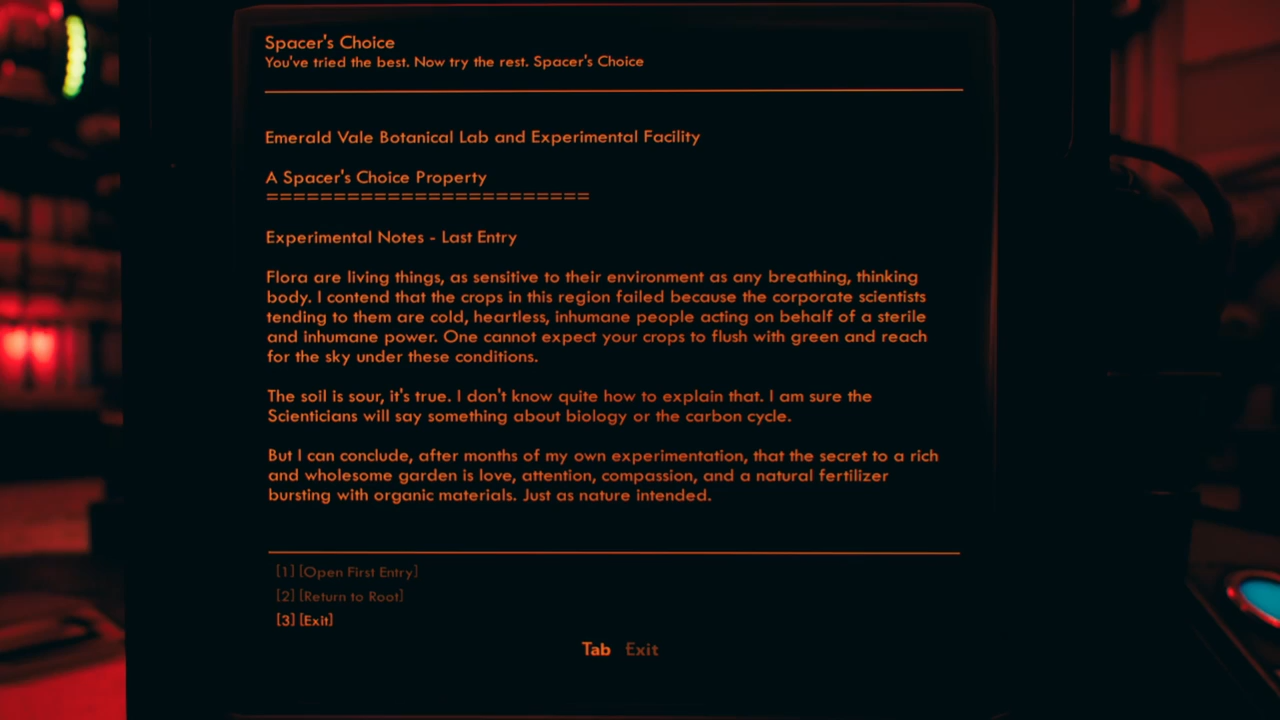 Spacer's Choice
You've tried the best. Now try the rest. Spacer's Choice
Emerald Vale Botanical Lab and Experimental Facility
A Spacer's Choice Property
========================
Experimental Notes - Last Entry
Flora are living things, as sensitive to their environment as any breathing, thinking
body. I contend that the crops in this region failed because the corporate scientists
tending to them are cold, heartless, inhumane people acting on behalf of a sterile
and inhumane power. One cannot expect your crops to flush with green and reach
for the sky under these conditions.
The soil is sour, it's true. I don't know quite how to explain that. I am sure the
Scienticians will say something about biology or the carbon cycle.
But I can conclude, after months of my own experimentation, that the secret to a rich
and wholesome garden is love, attention, compassion, and a natural fertilizer
bursting with organic materials. Just as nature intended.
[1] [Open First Entry]
[2] [Return to Root]
[3] [Exit]
Tab Exit